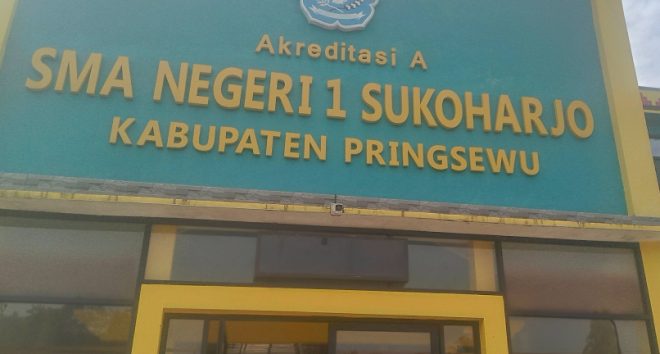 Akreditasi A
SMA NEGERI 1 SUKOHARJO
KABUPATEN PRINGSEWU